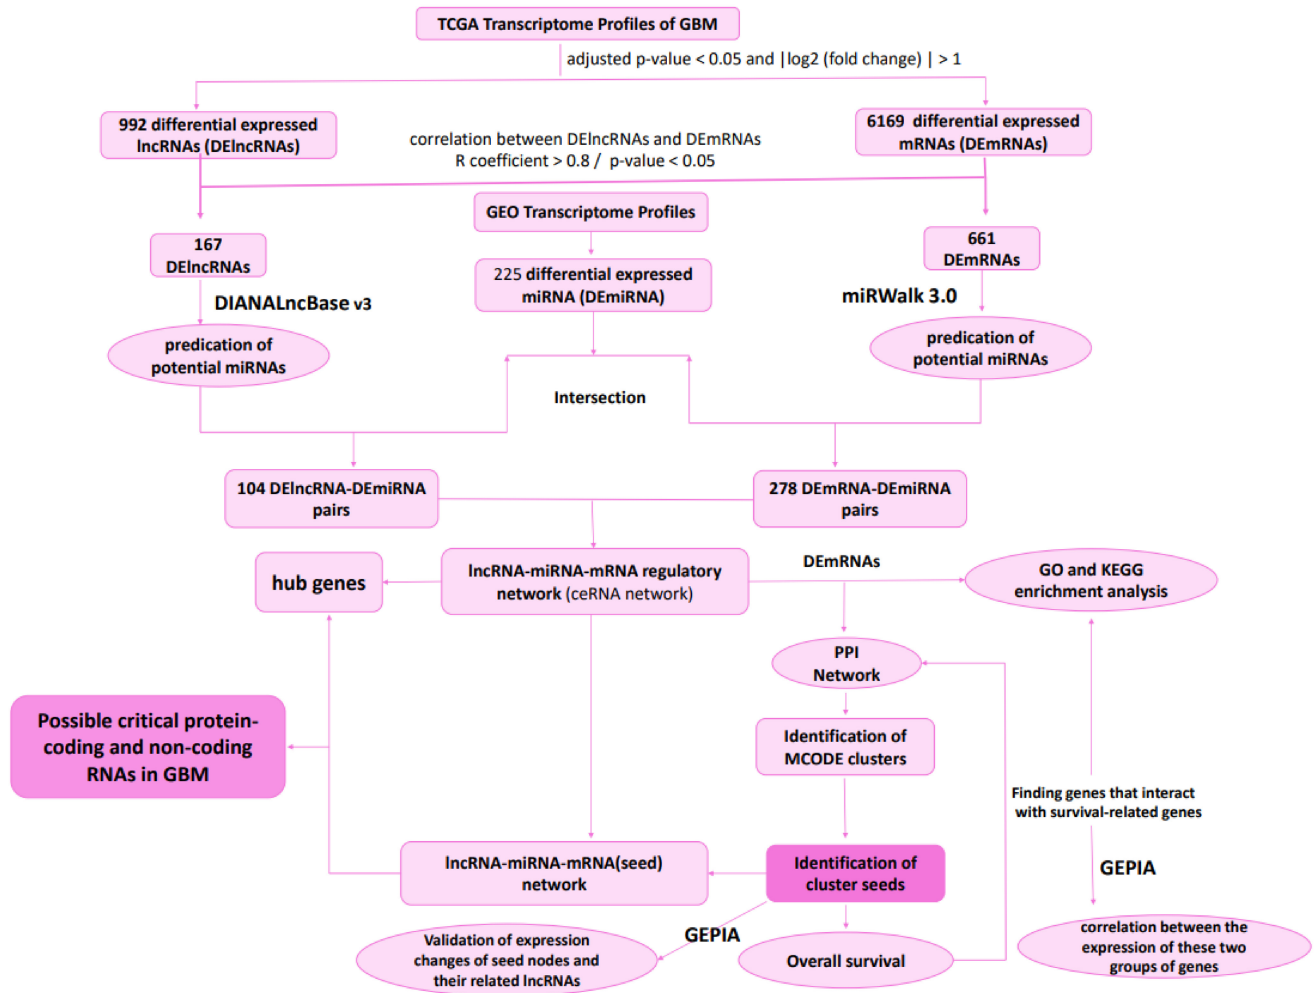 TCGA Transcriptome Profiles of GBM
adjusted p-value < 0.05 and |log2 (fold change) | > 1
992 differential expressed
lncRNAs (DElncRNAs)
6169 differential expressed
mRNAs (DEmRNAs)
correlation between DElncRNAs and DEmRNAs
R coefficient > 0.8 / p-value < 0.05
GEO Transcriptome Profiles
167
DElncRNAs
661
DEmRNAs
225 differential expressed
miRNA (DEmiRNA)
DIANALncBase v3
miRWalk 3.0
predication of
potential miRNAs
predication of
potential miRNAs
Intersection
104 DElncRNA-DEmiRNA
pairs
278 DEmRNA-DEmiRNA
pairs
hub genes
lncRNA-miRNA-mRNA regulatory
network (ceRNA network)
DEmRNAs
GO and KEGG
enrichment analysis
PPI
Network
Possible critical protein-
coding and non-coding
RNAs in GBM
Identification of
MCODE clusters
Finding genes that interact
with survival-related genes
lncRNA-miRNA-mRNA(seed)
network
Identification of
cluster seeds
GEPIA
GEPIA
Validation of expression
changes of seed nodes and
their related lncRNAs
Overall survival
correlation between the
expression of these two
groups of genes